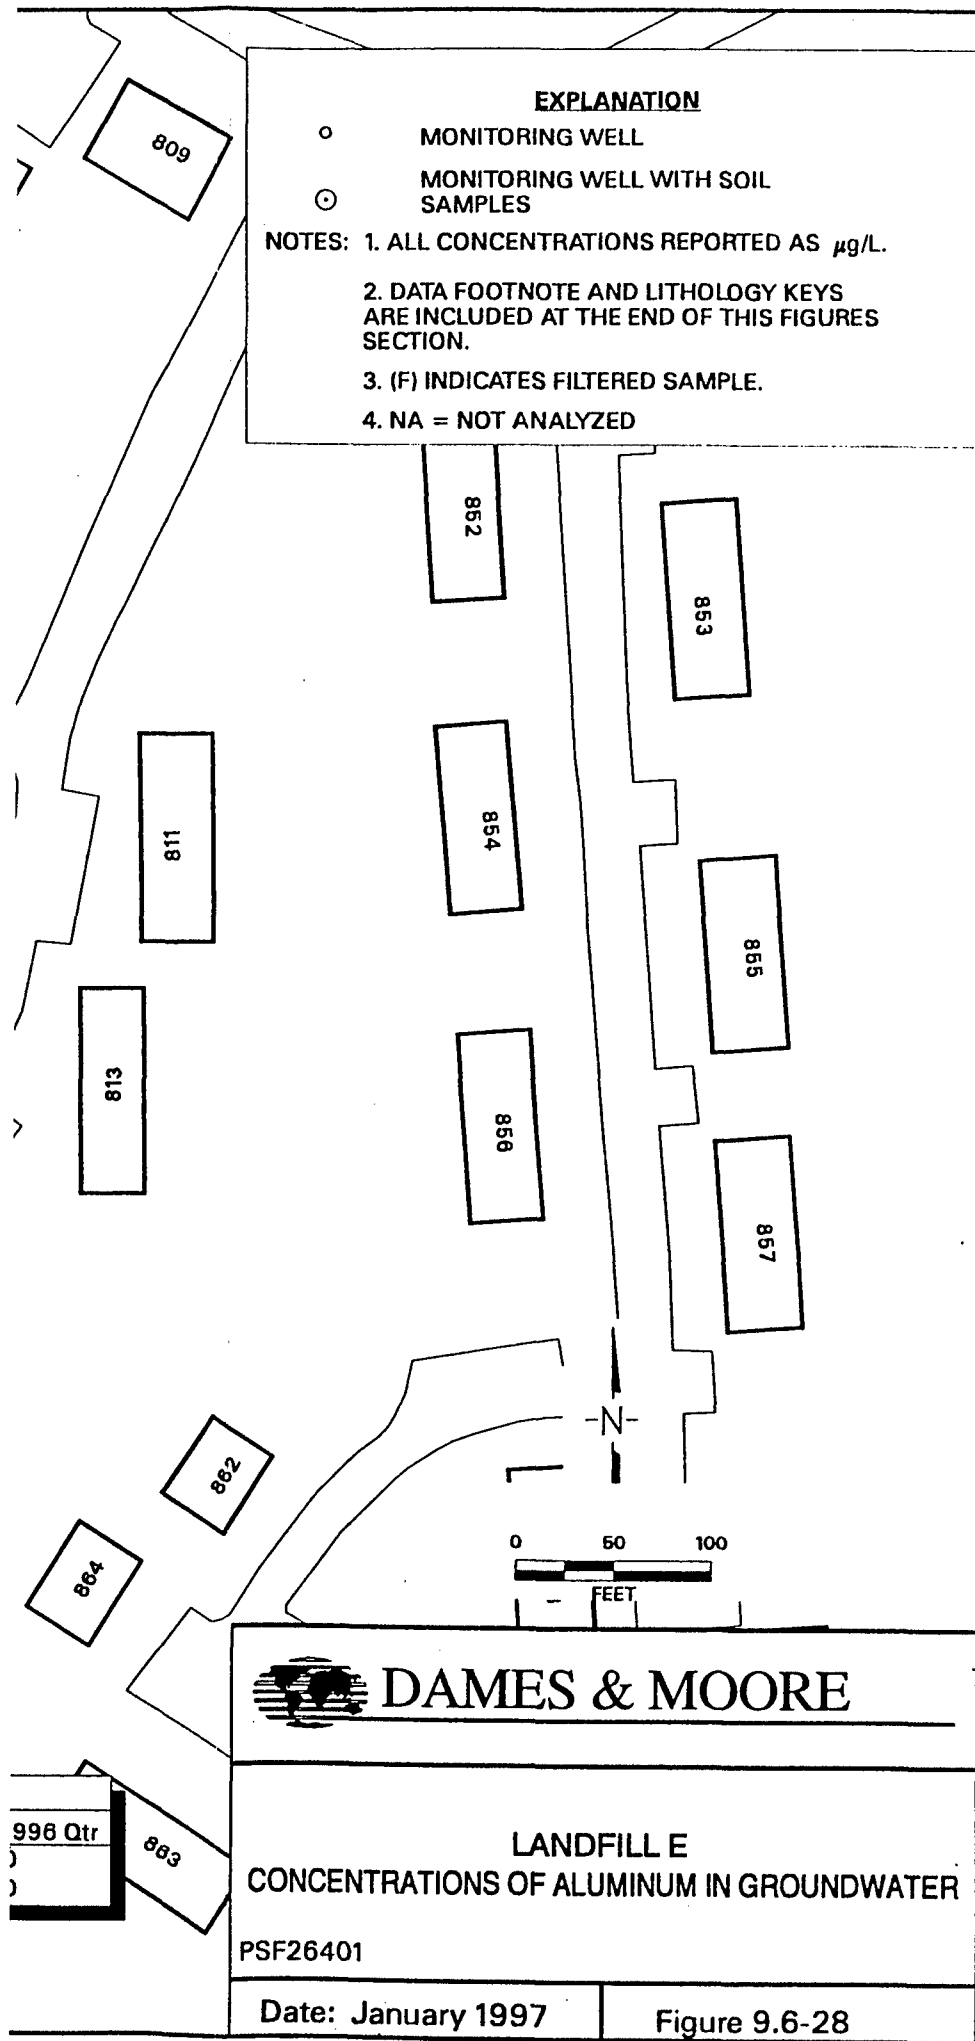 EXPLANATION
MONITORING WELL
MONITORING WELL WITH SOIL
SAMPLES
NOTES: 1. ALL CONCENTRATIONS REPORTED AS μg/L.
2. DATA FOOTNOTE AND LITHOLOGY KEYS
ARE INCLUDED AT THE END OF THIS FIGURES
SECTION.
3. (F) INDICATES FILTERED SAMPLE.
4. NA = NOT ANALYZED
809
852
853
811
854
855
813
856
857
-N-
862
864
0 50 100
FEET
DAMES & MOORE
996 Qtr
863
LANDFILL E
CONCENTRATIONS OF ALUMINUM IN GROUNDWATER
PSF26401
Date: January 1997
Figure 9.6-28